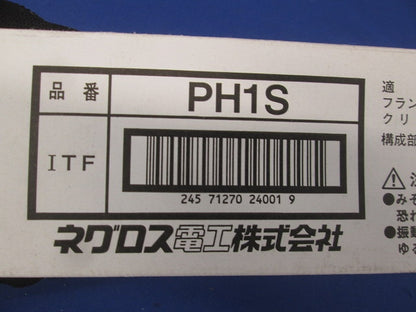 品番 PH1S
ITF
245 71270 24001 9
ネグロス電工株式会社
適
フラン
クリ
構成部
⚠
●みそ
恐れ
●振動
ゆる